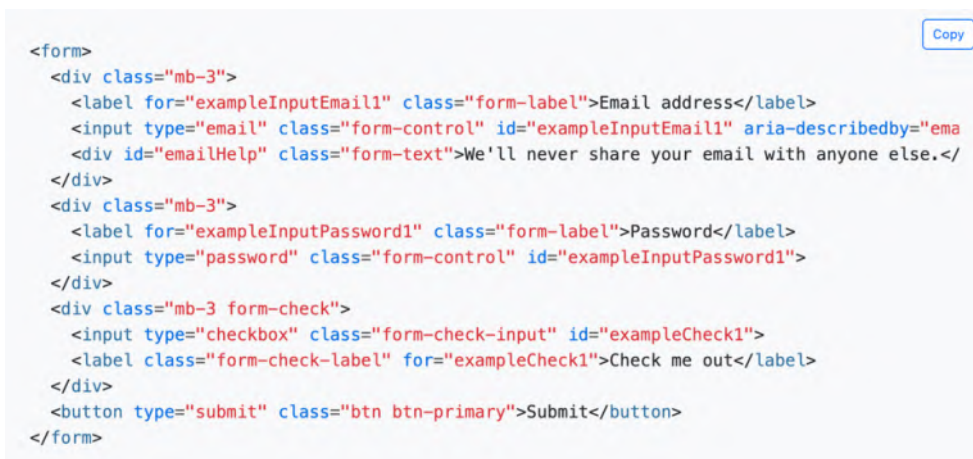 Copy
<form>
<div class="mb-3">
<label for="exampleInputEmail1" class="form-label">Email address</label>
<input type="email" class="form-control" id="exampleInputEmail1" aria-describedby="ema
<div id="emailHelp" class="form-text">We'll never share your email with anyone else.</
</div>
<div class="mb-3">
<label for="exampleInputPassword1" class="form-label">Password</label>
<input type="password" class="form-control" id="exampleInputPassword1">
</div>
<div class="mb-3 form-check">
<input type="checkbox" class="form-check-input" id="exampleCheck1">
<label class="form-check-label" for="exampleCheck1">Check me out</label>
</div>
<button type="submit" class="btn btn-primary">Submit</button>
</form>